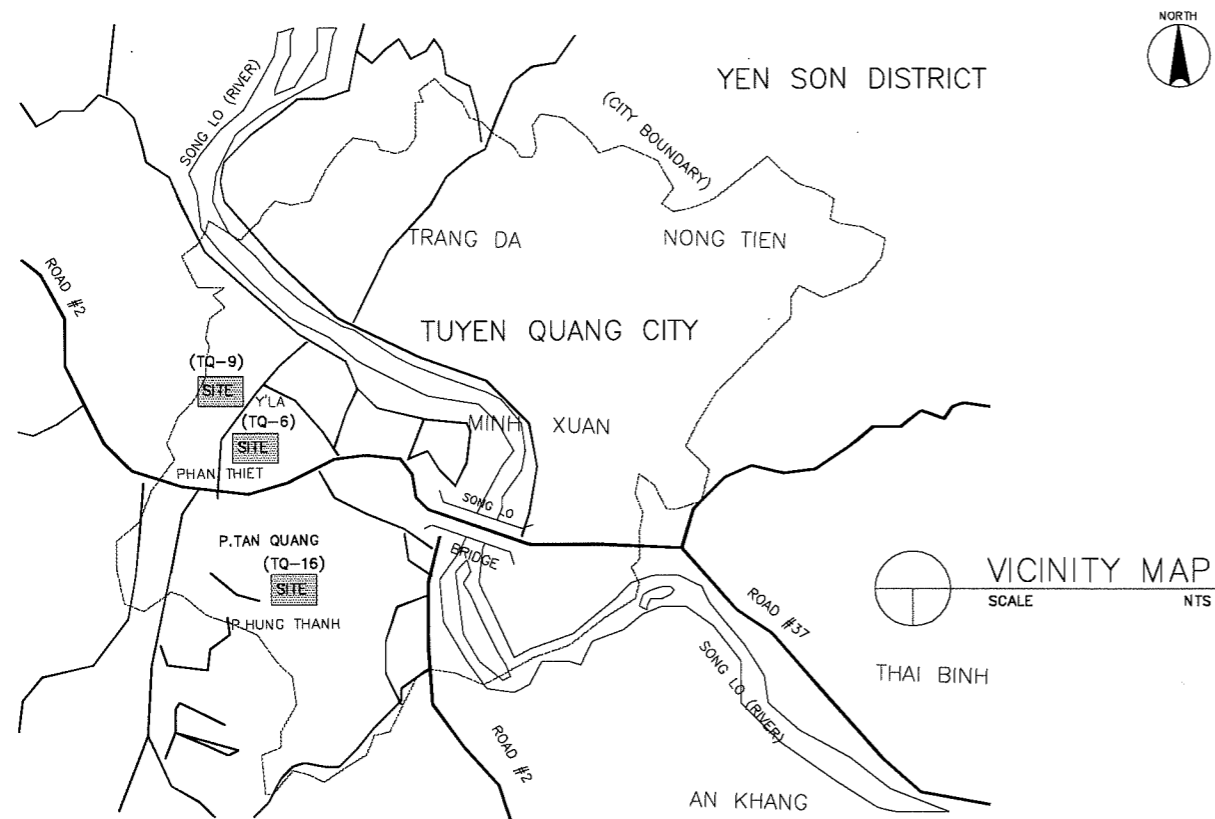 NORTH
YEN SON DISTRICT
SONG LO (RIVER)
(CITY BOUNDARY)
TRANG DA
NONG TIEN
ROAD #2
TUYEN QUANG CITY
(TQ-9)
SITE
Y'LA
(TQ-6)
SITE
MINH XUAN
PHAN THIET
SONG LO
BRIDGE
P.TAN QUANG
(TQ-16)
SITE
P.HUNG THANH
ROAD #37
VICINITY MAP
SCALE NTS
SONG LO (RIVER)
THAI BINH
ROAD #2
AN KHANG